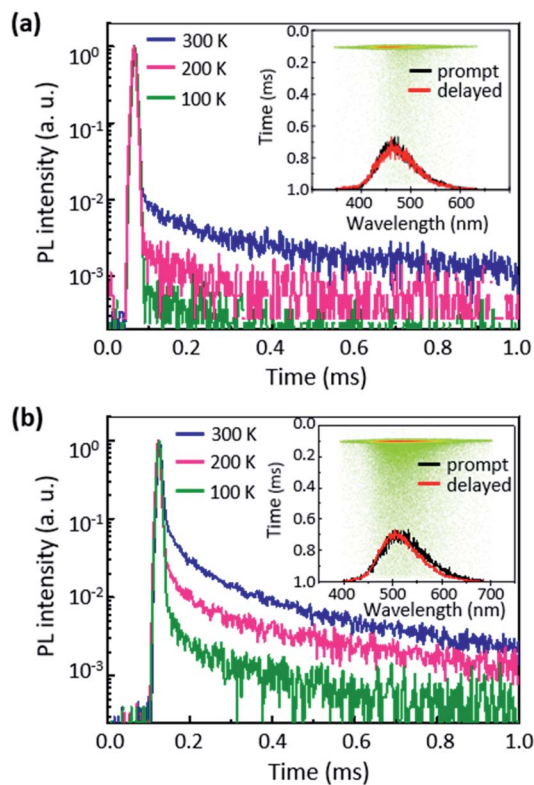 (a)
PL intensity (a. u.)
10⁰
10⁻¹
10⁻²
10⁻³
300 K
200 K
100 K
Time (ms)
0.0
0.2
0.4
0.6
0.8
1.0
prompt
delayed
400 500 600
Wavelength (nm)
0.0 0.2 0.4 0.6 0.8 1.0
Time (ms)
(b)
PL intensity (a. u.)
10⁰
10⁻¹
10⁻²
10⁻³
300 K
200 K
100 K
Time (ms)
0.0
0.2
0.4
0.6
0.8
1.0
prompt
delayed
400 500 600 700
Wavelength (nm)
0.0 0.2 0.4 0.6 0.8 1.0
Time (ms)